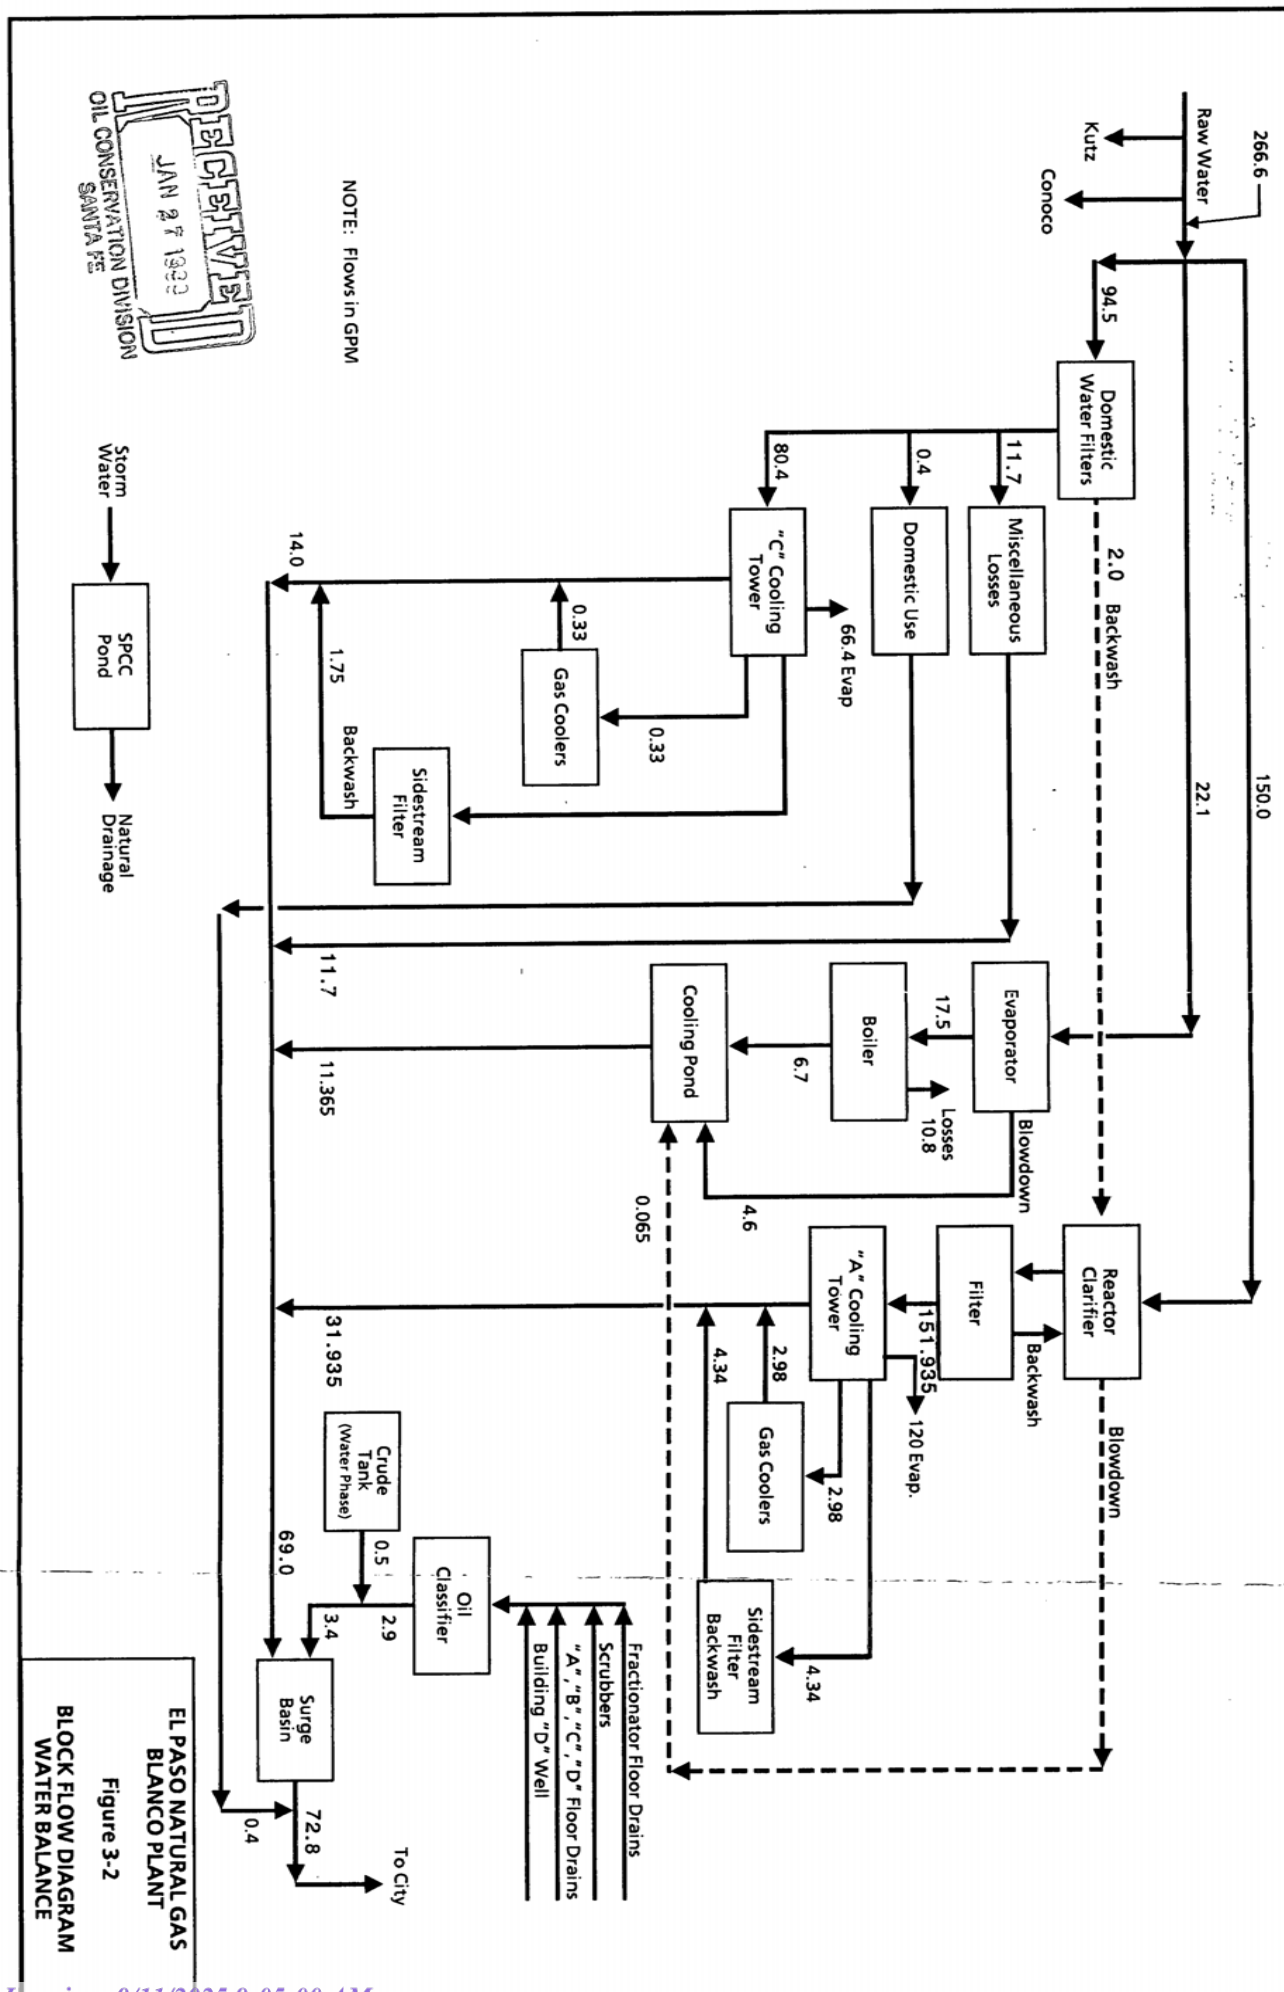 266.6
Raw Water
Kutz
Conoco
94.5
22.1
150.0
Domestic
Water Filters
2.0 Backwash
11.7
0.4
80.4
Miscellaneous
Losses
Domestic Use
"C" Cooling
Tower
66.4 Evap
0.33
Gas Coolers
0.33
Sidestream
Filter
1.75
Backwash
14.0
11.7
Evaporator
17.5
Blowdown
4.6
Boiler
Losses
10.8
6.7
Cooling Pond
11.365
0.065
Reactor
Clarifier
Blowdown
Filter
Backwash
151.935
"A" Cooling
Tower
120 Evap.
2.98
Gas Coolers
2.98
4.34
Sidestream
Filter
Backwash
4.34
31.935
Crude
Tank
(Water Phase)
0.5
Oil
Classifier
2.9
3.4
Fractionator Floor Drains
Scrubbers
"A", "B", "C", "D" Floor Drains
Building "D" Well
69.0
Surge
Basin
72.8
0.4
To City
NOTE: Flows in GPM
Storm
Water
SPCC
Pond
Natural
Drainage
RECEIVED
JAN 27 19
OIL CONSERVATION DIVISION
SANTA FE
EL PASO NATURAL GAS
BLANCO PLANT
Figure 3-2
BLOCK FLOW DIAGRAM
WATER BALANCE